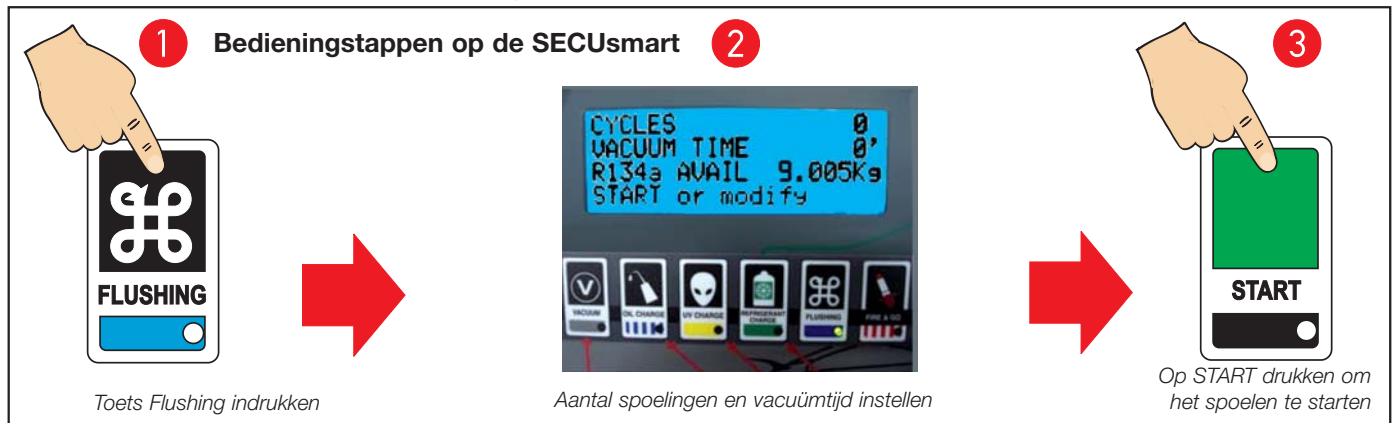 1 Bedieningstappen op de SECUsmart 2 3
FLUSHING
Toets Flushing indrukken
CYCLES 0
VACUUM TIME 0'
R134a AVAIL 9.005Kg
START or modify
V
VACUUM
OIL CHARGE
UV CHARGE
REFRIGERANT
CHARGE
FLUSHING
FIRE & GO
Aantal spoelingen en vacuümtijd instellen
START
Op START drukken om
het spoelen te starten